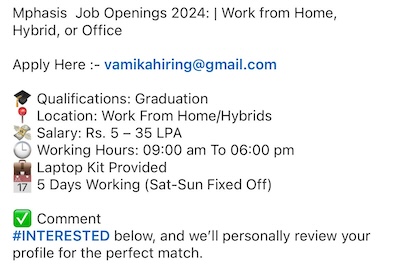 Mphasis  Job Openings 2024: | Work from Home,
Hybrid, or Office
Apply Here :- vamikahiring@gmail.com
🎓 Qualifications: Graduation
📍 Location: Work From Home/Hybrids
💸 Salary: Rs. 5 – 35 LPA
🕒 Working Hours: 09:00 am To 06:00 pm
💼 Laptop Kit Provided
📅 5 Days Working (Sat-Sun Fixed Off)
✅ Comment
#INTERESTED below, and we’ll personally review your
profile for the perfect match.